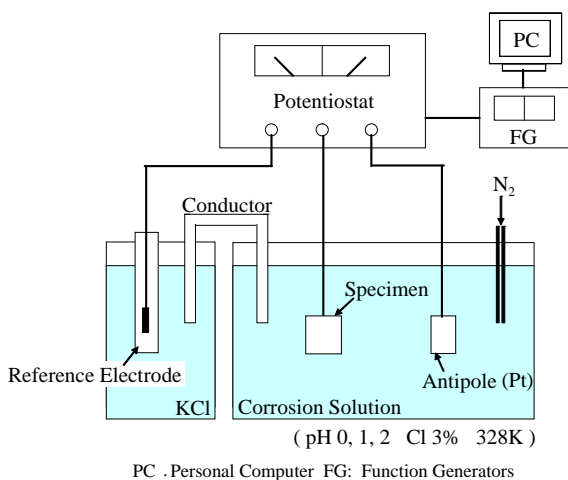 PC
Potentiostat
FG
N2
Conductor
Specimen
Reference Electrode
Antipole (Pt)
KCl
Corrosion Solution
( pH 0, 1, 2 Cl 3% 328K )
PC . Personal Computer FG: Function Generators